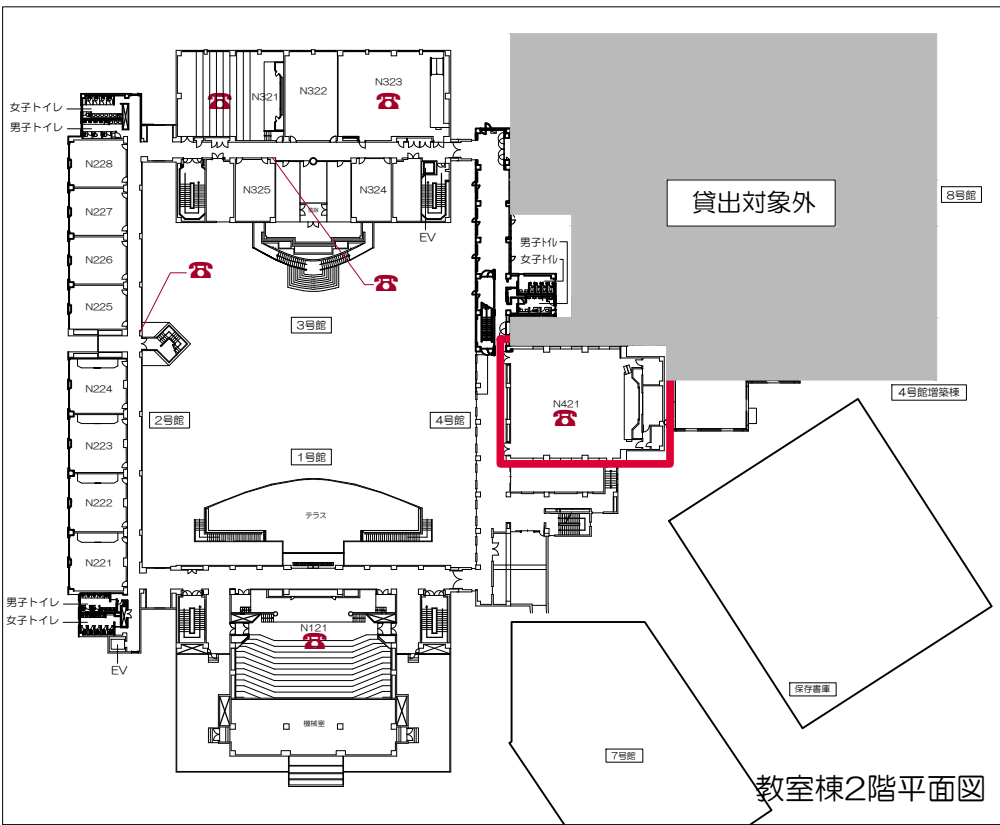 女子トイレ
男子トイレ
N228
N227
N226
N225
N224
N223
N222
N221
男子トイレ
女子トイレ
EV
2号館
N321
N322
N323
N325
N324
EV
3号館
1号館
テラス
N121
機械室
4号館
男子トイレ
女子トイレ
N421
貸出対象外
8号館
4号館増築棟
保存書庫
7号館
教室棟2階平面図